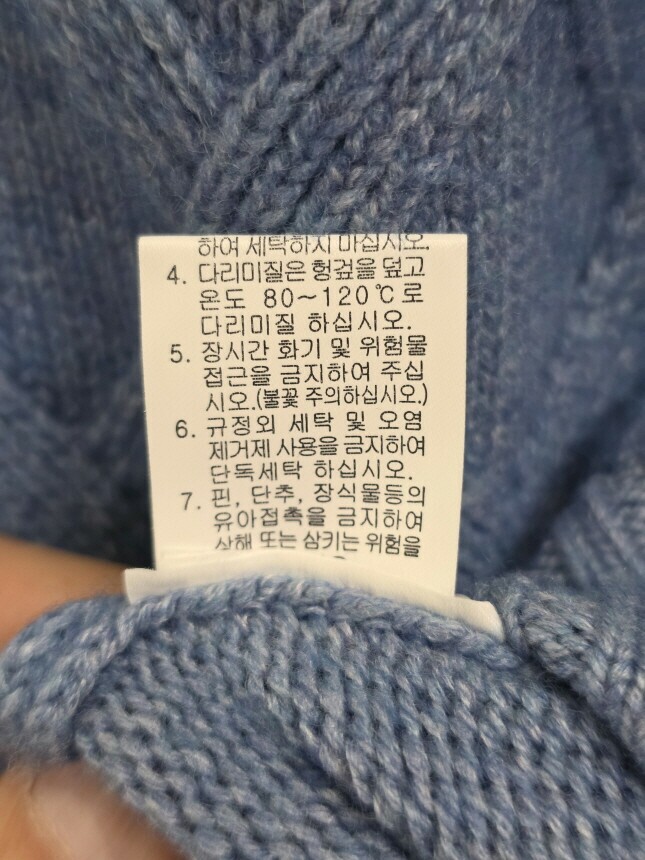 하여 세탁하지 마십시오.
4. 다리미질은 헝겊을 덮고
온도 80~120℃로
다리미질 하십시오.
5. 장시간 화기 및 위험물
접근을 금지하여 주십
시오.(불꽃 주의하십시오.)
6. 규정외 세탁 및 오염
제거제 사용을 금지하여
단독세탁 하십시오.
7. 핀, 단추, 장식물등의
유아접촉을 금지하여
상해 또는 삼키는 위험을